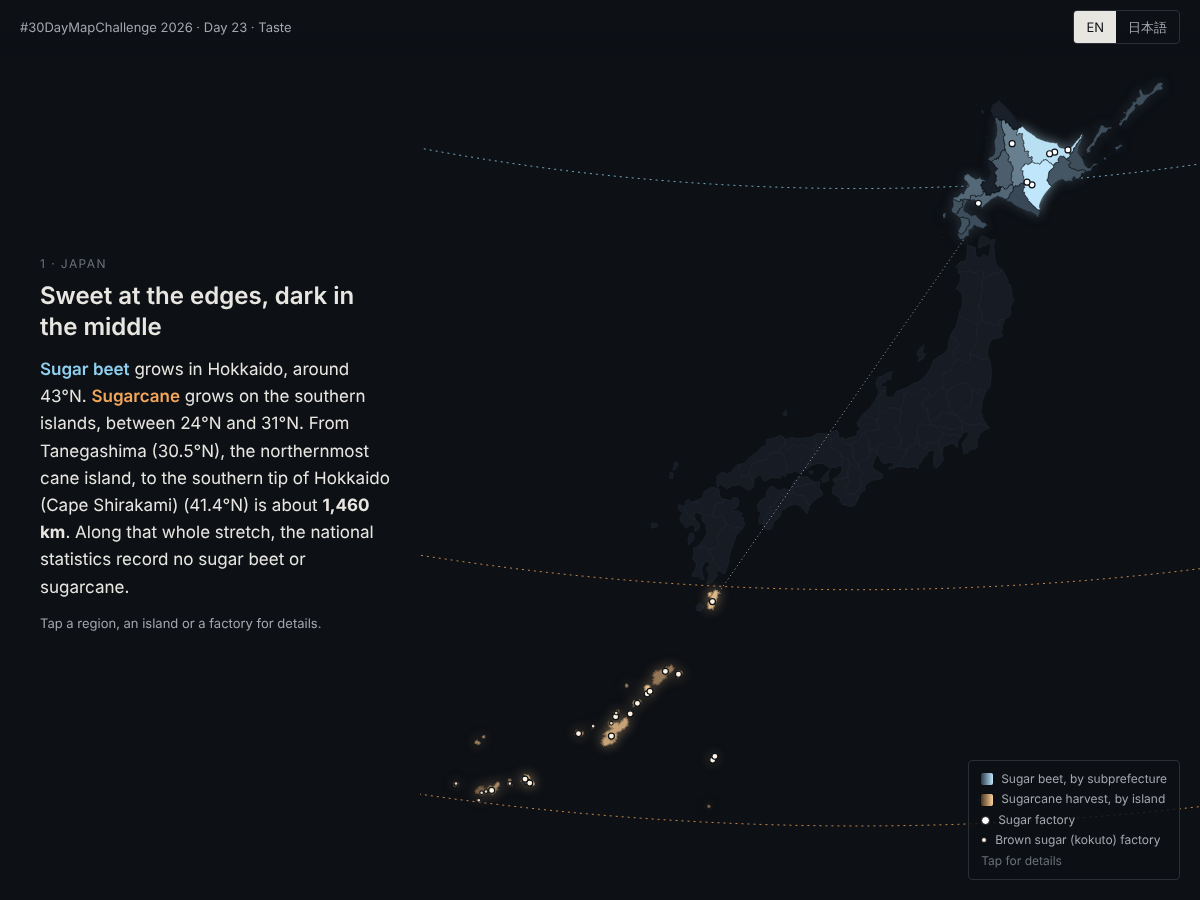 #30DayMapChallenge 2026 · Day 23 · Taste
EN
日本語
1 · JAPAN
Sweet at the edges, dark in
the middle
Sugar beet grows in Hokkaido, around
43°N. Sugarcane grows on the southern
islands, between 24°N and 31°N. From
Tanegashima (30.5°N), the northernmost
cane island, to the southern tip of Hokkaido
(Cape Shirakami) (41.4°N) is about 1,460
km. Along that whole stretch, the national
statistics record no sugar beet or
sugarcane.
Tap a region, an island or a factory for details.
Sugar beet, by subprefecture
Sugarcane harvest, by island
Sugar factory
Brown sugar (kokuto) factory
Tap for details